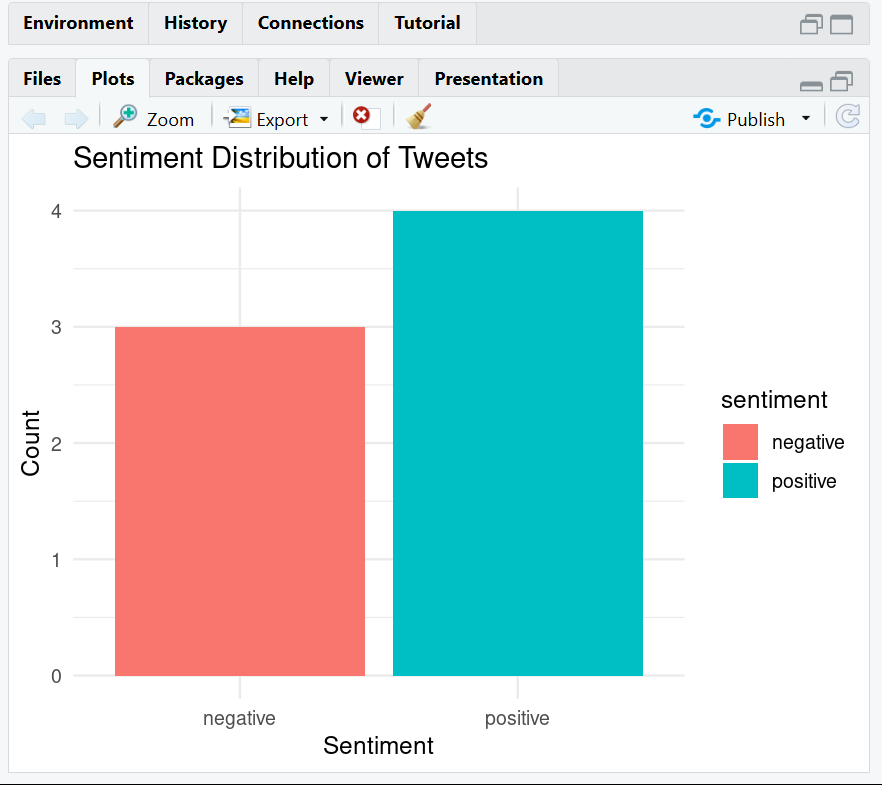 Environment History Connections Tutorial
Files Plots Packages Help Viewer Presentation
Zoom Export Publish
Sentiment Distribution of Tweets
4
3
2
1
0
Count
negative positive
Sentiment
sentiment
negative
positive